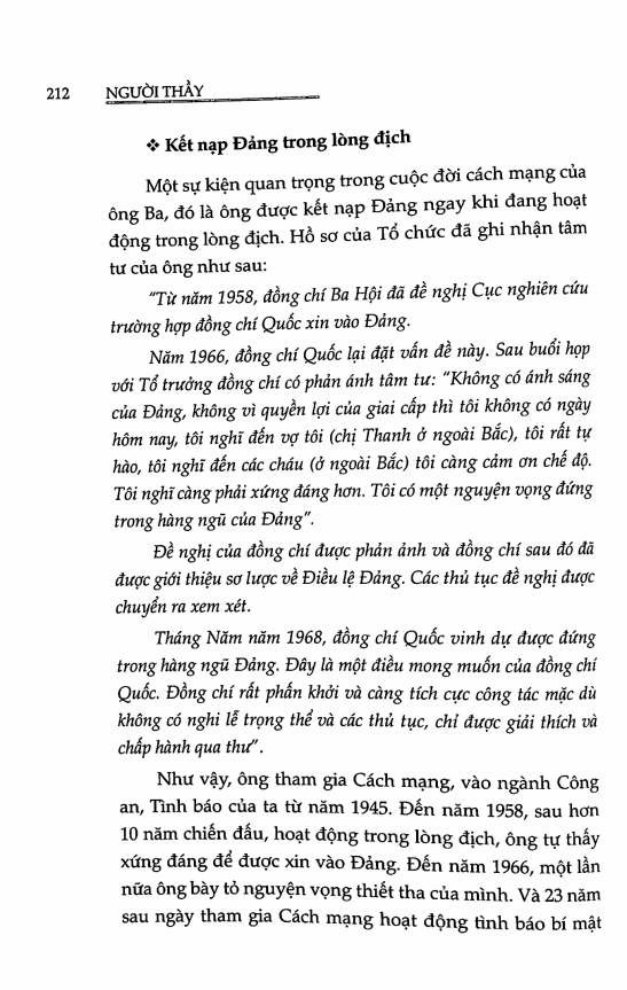 212 NGƯỜI THẦY
❖ Kết nạp Đảng trong lòng địch
Một sự kiện quan trọng trong cuộc đời cách mạng của
ông Ba, đó là ông được kết nạp Đảng ngay khi đang hoạt
động trong lòng địch. Hồ sơ của Tổ chức đã ghi nhận tâm
tư của ông như sau:
"Từ năm 1958, đồng chí Ba Hội đã đề nghị Cục nghiên cứu
trường hợp đồng chí Quốc xin vào Đảng.
Năm 1966, đồng chí Quốc lại đặt vấn đề này. Sau buổi họp
với Tổ trưởng đồng chí có phản ánh tâm tư: "Không có ánh sáng
của Đảng, không vì quyền lợi của giai cấp thì tôi không có ngày
hôm nay, tôi nghĩ đến vợ tôi (chị Thanh ở ngoài Bắc), tôi rất tự
hào, tôi nghĩ đến các cháu (ở ngoài Bắc) tôi càng cảm ơn chế độ.
Tôi nghĩ càng phải xứng đáng hơn. Tôi có một nguyện vọng đứng
trong hàng ngũ của Đảng".
Đề nghị của đồng chí được phản ảnh và đồng chí sau đó đã
được giới thiệu sơ lược về Điều lệ Đảng. Các thủ tục đề nghị được
chuyển ra xem xét.
Tháng Năm năm 1968, đồng chí Quốc vinh dự được đứng
trong hàng ngũ Đảng. Đây là một điều mong muốn của đồng chí
Quốc. Đồng chí rất phấn khởi và càng tích cực công tác mặc dù
không có nghi lễ trọng thể và các thủ tục, chỉ được giải thích và
chấp hành qua thư".
Như vậy, ông tham gia Cách mạng, vào ngành Công
an, Tình báo của ta từ năm 1945. Đến năm 1958, sau hơn
10 năm chiến đấu, hoạt động trong lòng địch, ông tự thấy
xứng đáng để được xin vào Đảng. Đến năm 1966, một lần
nữa ông bày tỏ nguyện vọng thiết tha của mình. Và 23 năm
sau ngày tham gia Cách mạng hoạt động tình báo bí mật